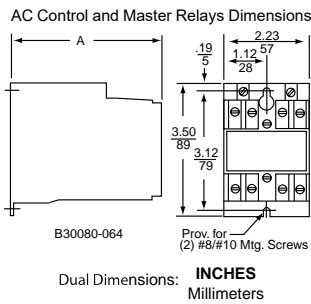 AC Control and Master Relays Dimensions
A
2.23
57
.19
5
1.12
28
3.50
89
3.12
79
B30080-064
Prov. for
(2) #8/#10 Mtg. Screws
Dual Dimensions: INCHES
Millimeters